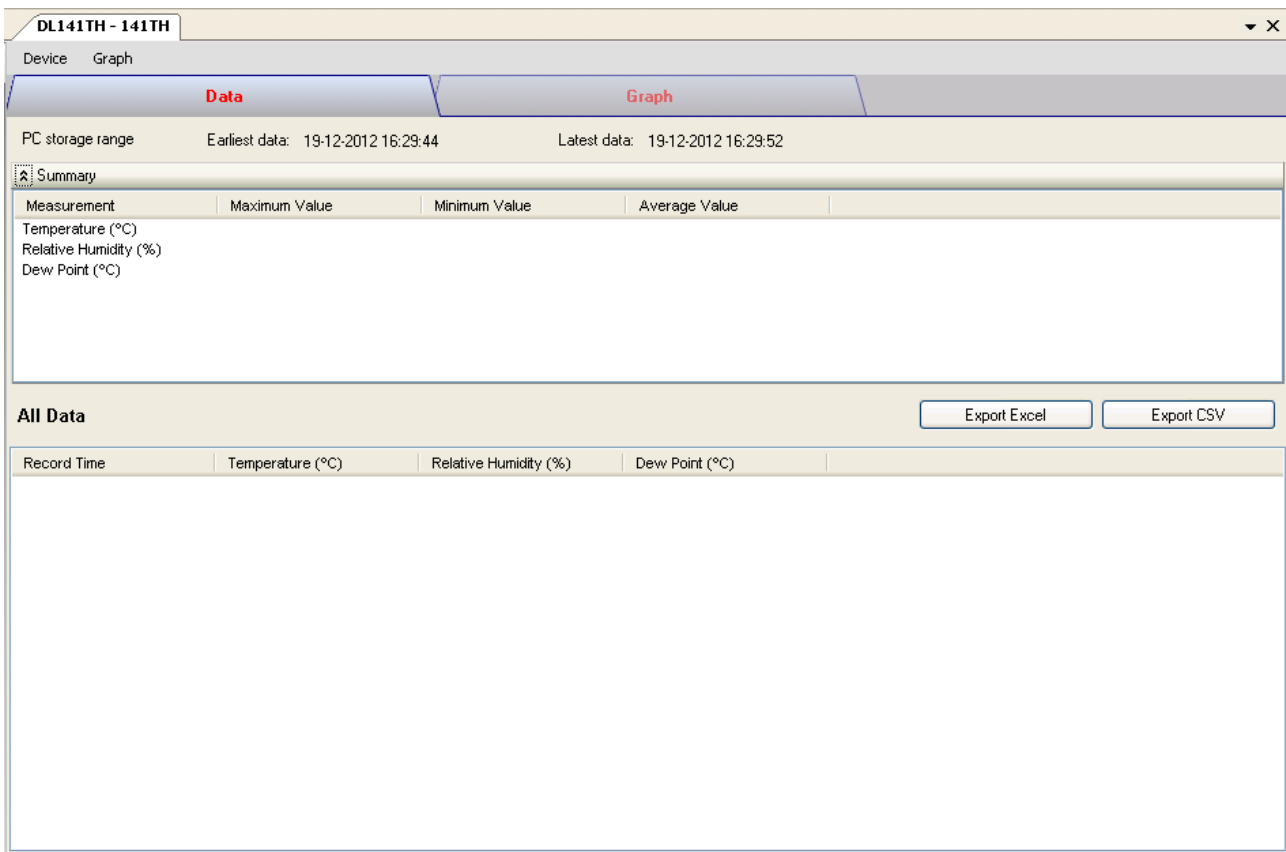 DL141TH - 141TH
Device Graph
Data Graph
PC storage range Earliest data: 19-12-2012 16:29:44 Latest data: 19-12-2012 16:29:52
Summary
Measurement Maximum Value Minimum Value Average Value
Temperature (°C)
Relative Humidity (%)
Dew Point (°C)
All Data Export Excel Export CSV
Record Time Temperature (°C) Relative Humidity (%) Dew Point (°C)